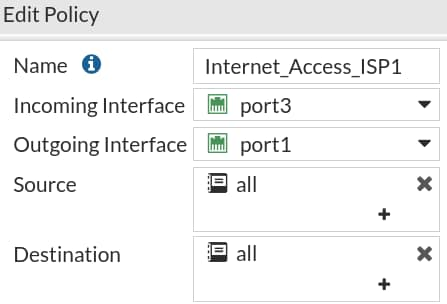 Edit Policy
Name Internet_Access_ISP1
Incoming Interface port3
Outgoing Interface port1
Source all
Destination all